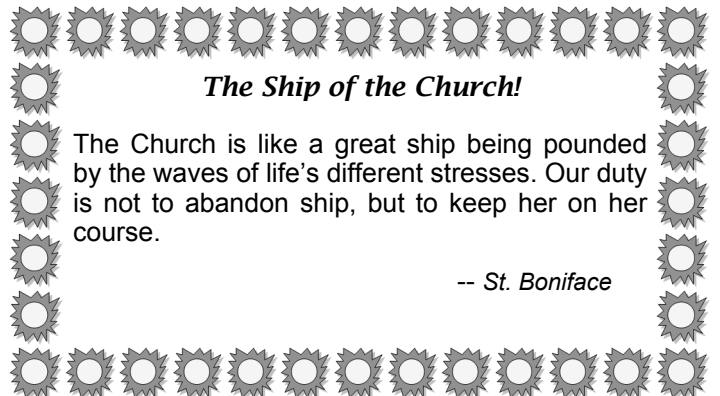 The Ship of the Church!
The Church is like a great ship being pounded
by the waves of life’s different stresses. Our duty
is not to abandon ship, but to keep her on her
course.
-- St. Boniface